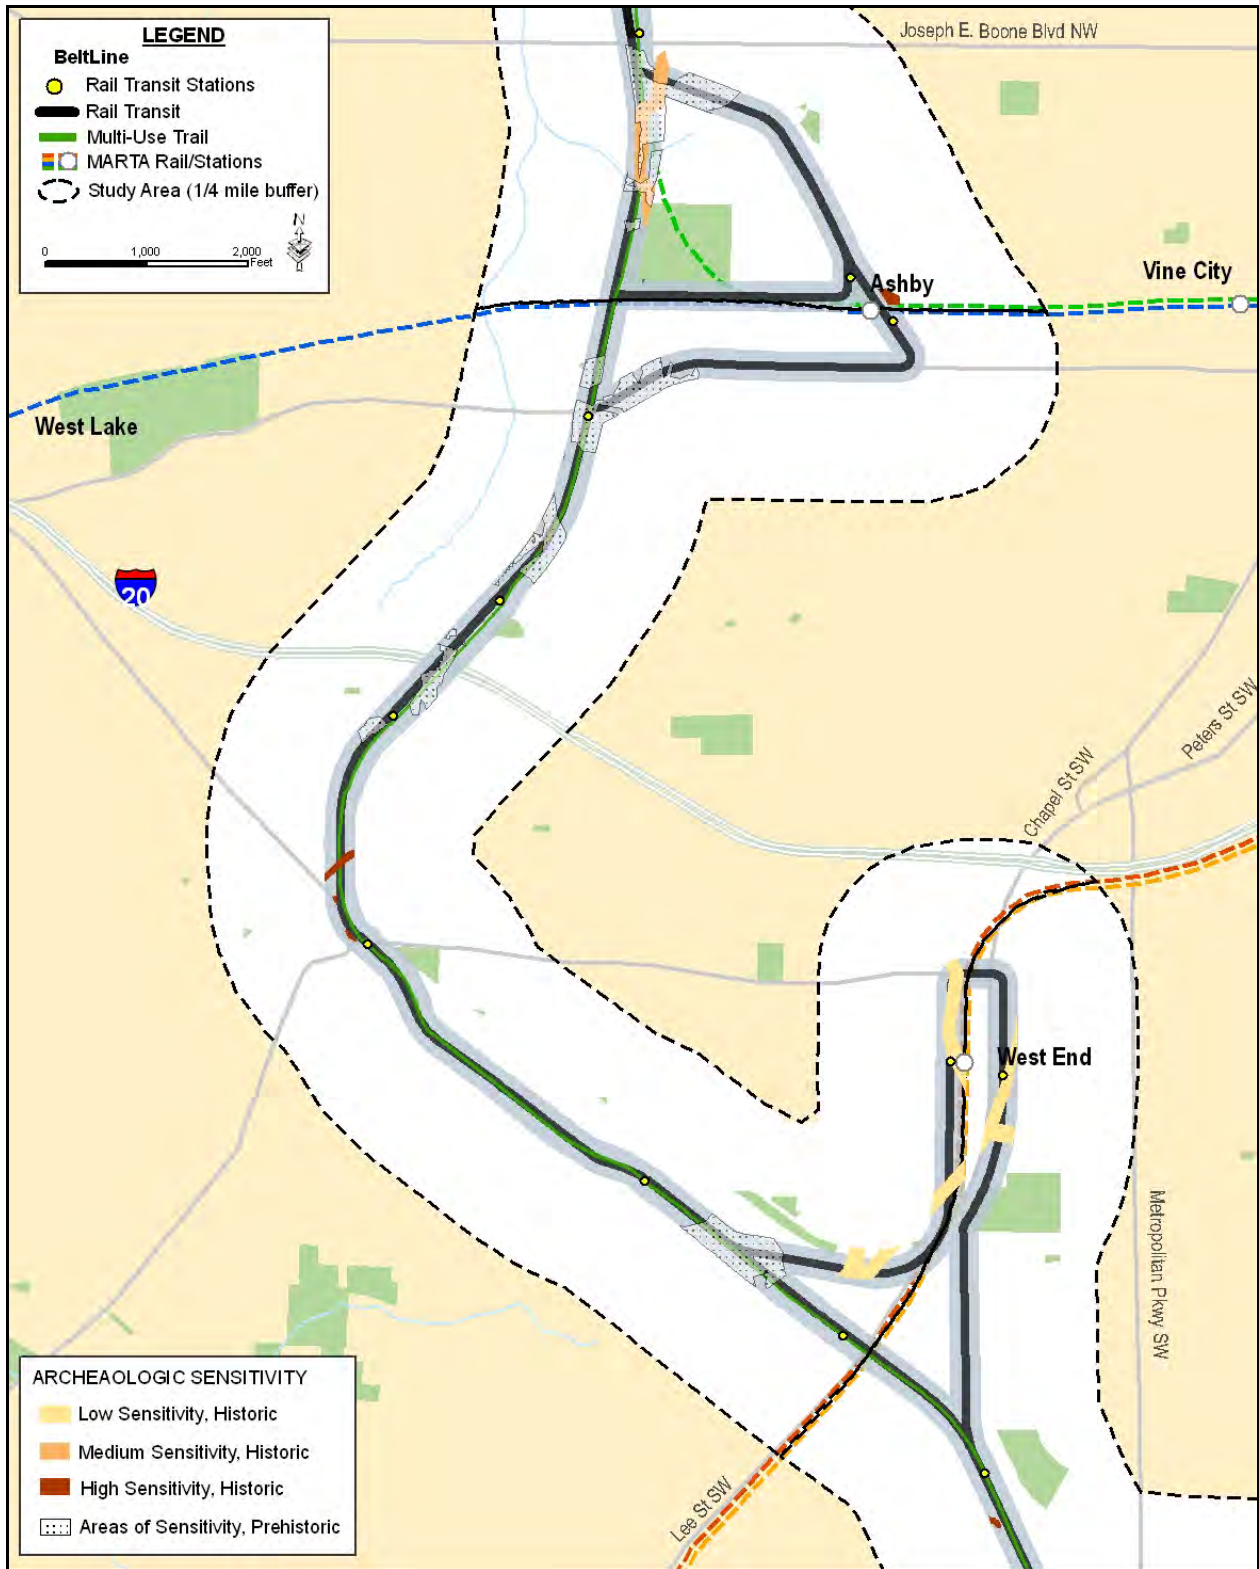 LEGEND
BeltLine
Rail Transit Stations
Rail Transit
Multi-Use Trail
MARTA Rail/Stations
Study Area (1/4 mile buffer)
N
0 1,000 2,000
Feet
Joseph E. Boone Blvd NW
Ashby
Vine City
West Lake
20
Peters St SW
Chapel St SW
West End
Metropolitan Pkwy SW
Lee St SW
ARCHEAOLOGIC SENSITIVITY
Low Sensitivity, Historic
Medium Sensitivity, Historic
High Sensitivity, Historic
Areas of Sensitivity, Prehistoric